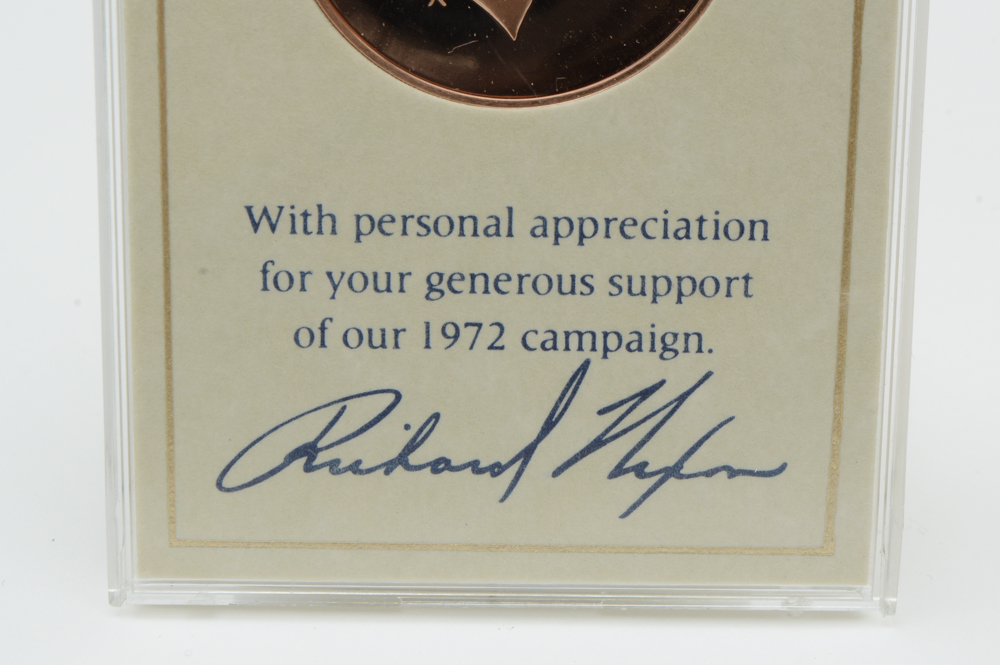 With personal appreciation
for your generous support
of our 1972 campaign.
Richard Nixon